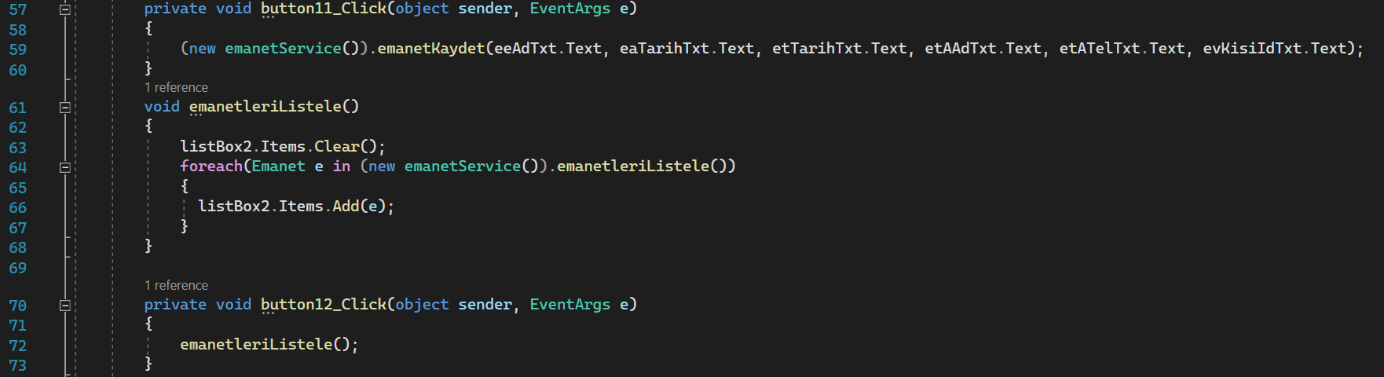 57 private void button11_Click(object sender, EventArgs e)
58 {
59 (new emanetService()).emanetKaydet(eeAdTxt.Text, eaTarihTxt.Text, etTarihTxt.Text, etAAdTxt.Text, etATelTxt.Text, evKisiIdTxt.Text);
60 }
1 reference
61 void emanetleriListele()
62 {
63 listBox2.Items.Clear();
64 foreach(Emanet e in (new emanetService()).emanetleriListele())
65 {
66 listBox2.Items.Add(e);
67 }
68 }
69
1 reference
70 private void button12_Click(object sender, EventArgs e)
71 {
72 emanetleriListele();
73 }